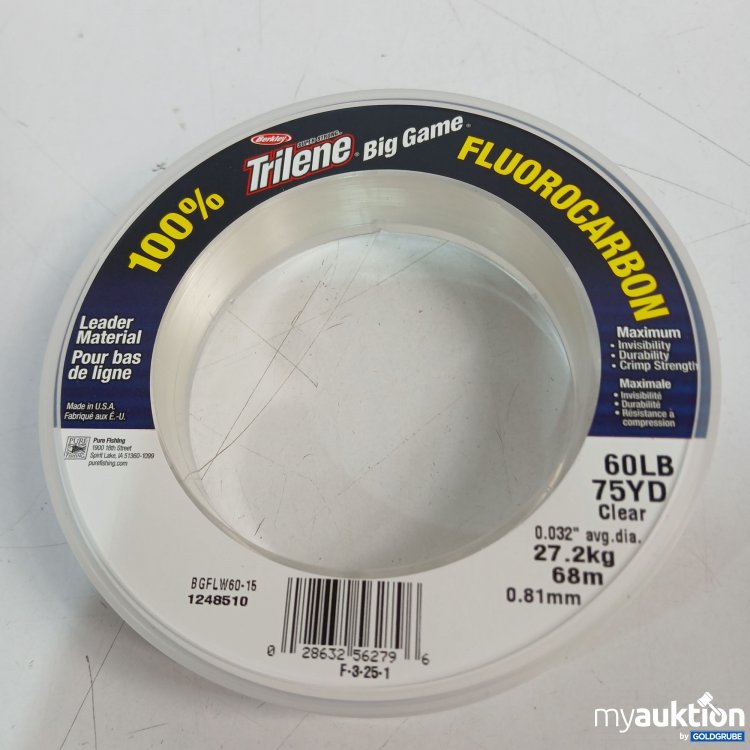 Berkley
SUPER STRONG
Trilene® Big Game®
100%
FLUOROCARBON
Leader
Material
Pour bas
de ligne
Made in U.S.A.
Fabriqué aux É.-U.
PURE
FISHING
Pure Fishing
1900 18th Street
Spirit Lake, IA 51360-1099
purefishing.com
Maximum
• Invisibility
• Durability
• Crimp Strength
Maximale
• Invisibilité
• Durabilité
• Résistance à
compression
60LB
75YD
Clear
0.032" avg.dia.
27.2kg
68m
0.81mm
BGFLW60-15
1248510
0 28632 56279 6
F-3-25-1
myauktion
by GOLDGRUBE